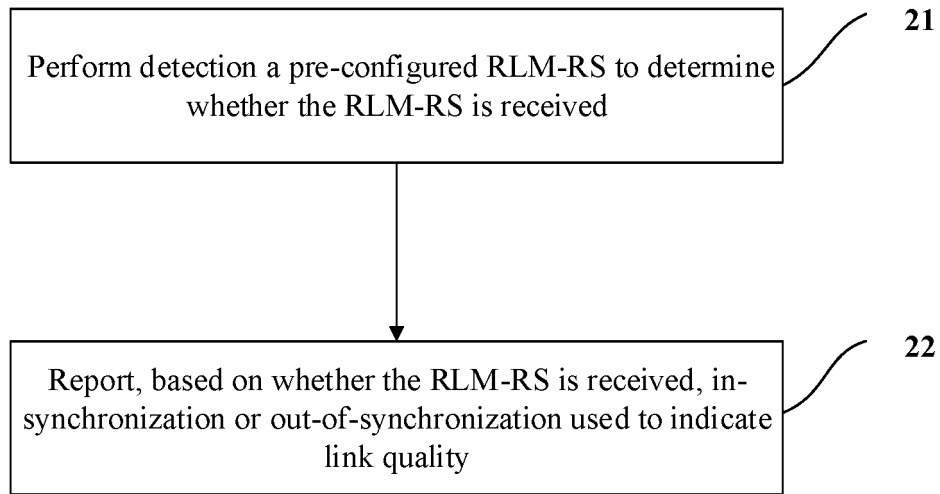 21
Perform detection a pre-configured RLM-RS to determine
whether the RLM-RS is received
22
Report, based on whether the RLM-RS is received, in-
synchronization or out-of-synchronization used to indicate
link quality